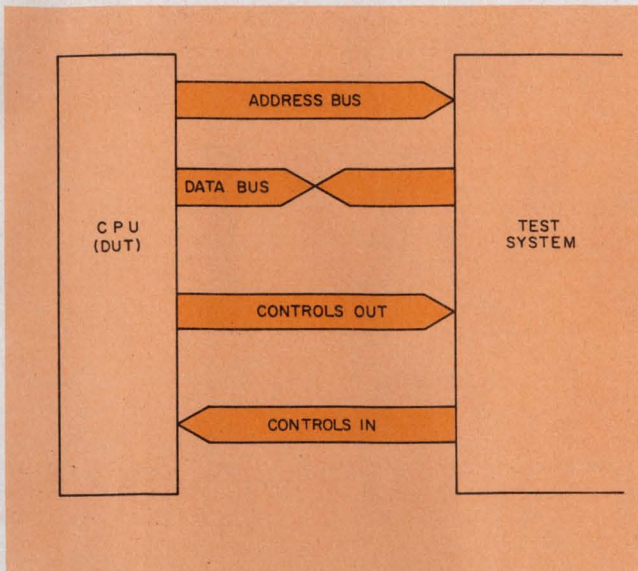 ADDRESS BUS
DATA BUS
CPU
(DUT)
TEST
SYSTEM
CONTROLS OUT
CONTROLS IN